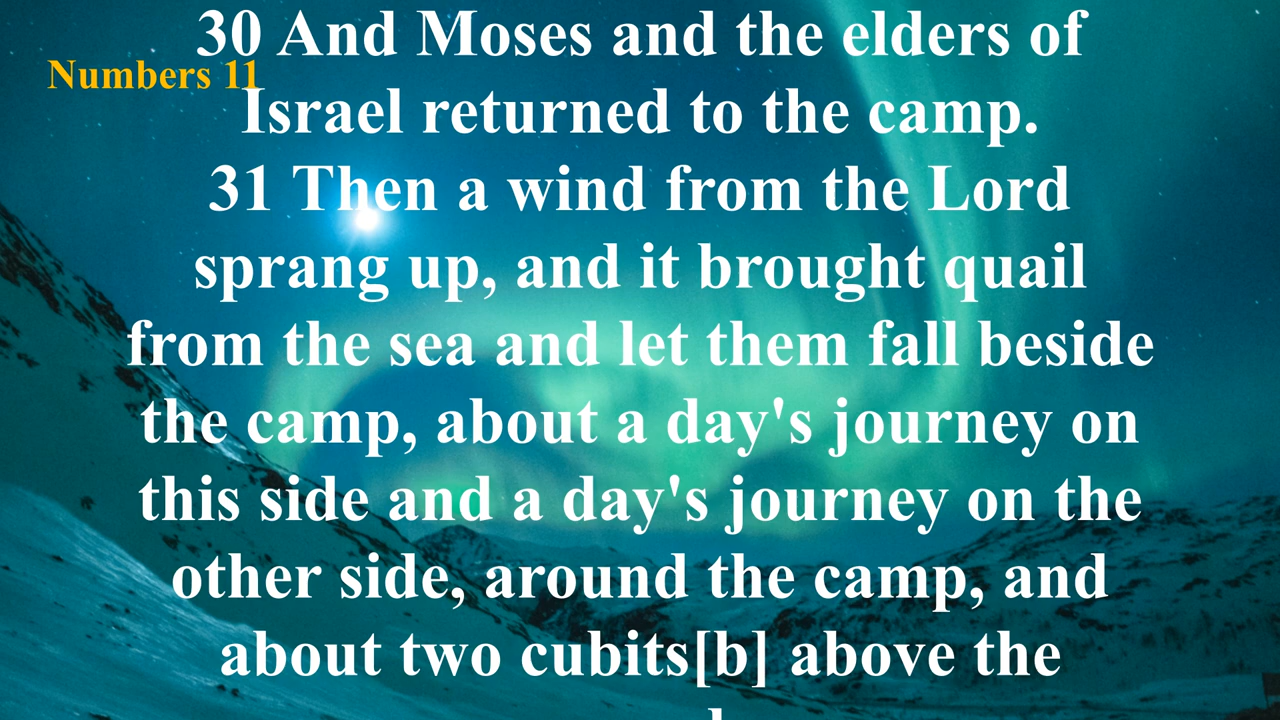 30 And Moses and the elders of
Numbers 11
Israel returned to the camp.
31 Then a wind from the Lord
sprang up, and it brought quail
from the sea and let them fall beside
the camp, about a day's journey on
this side and a day's journey on the
other side, around the camp, and
about two cubits[b] above the